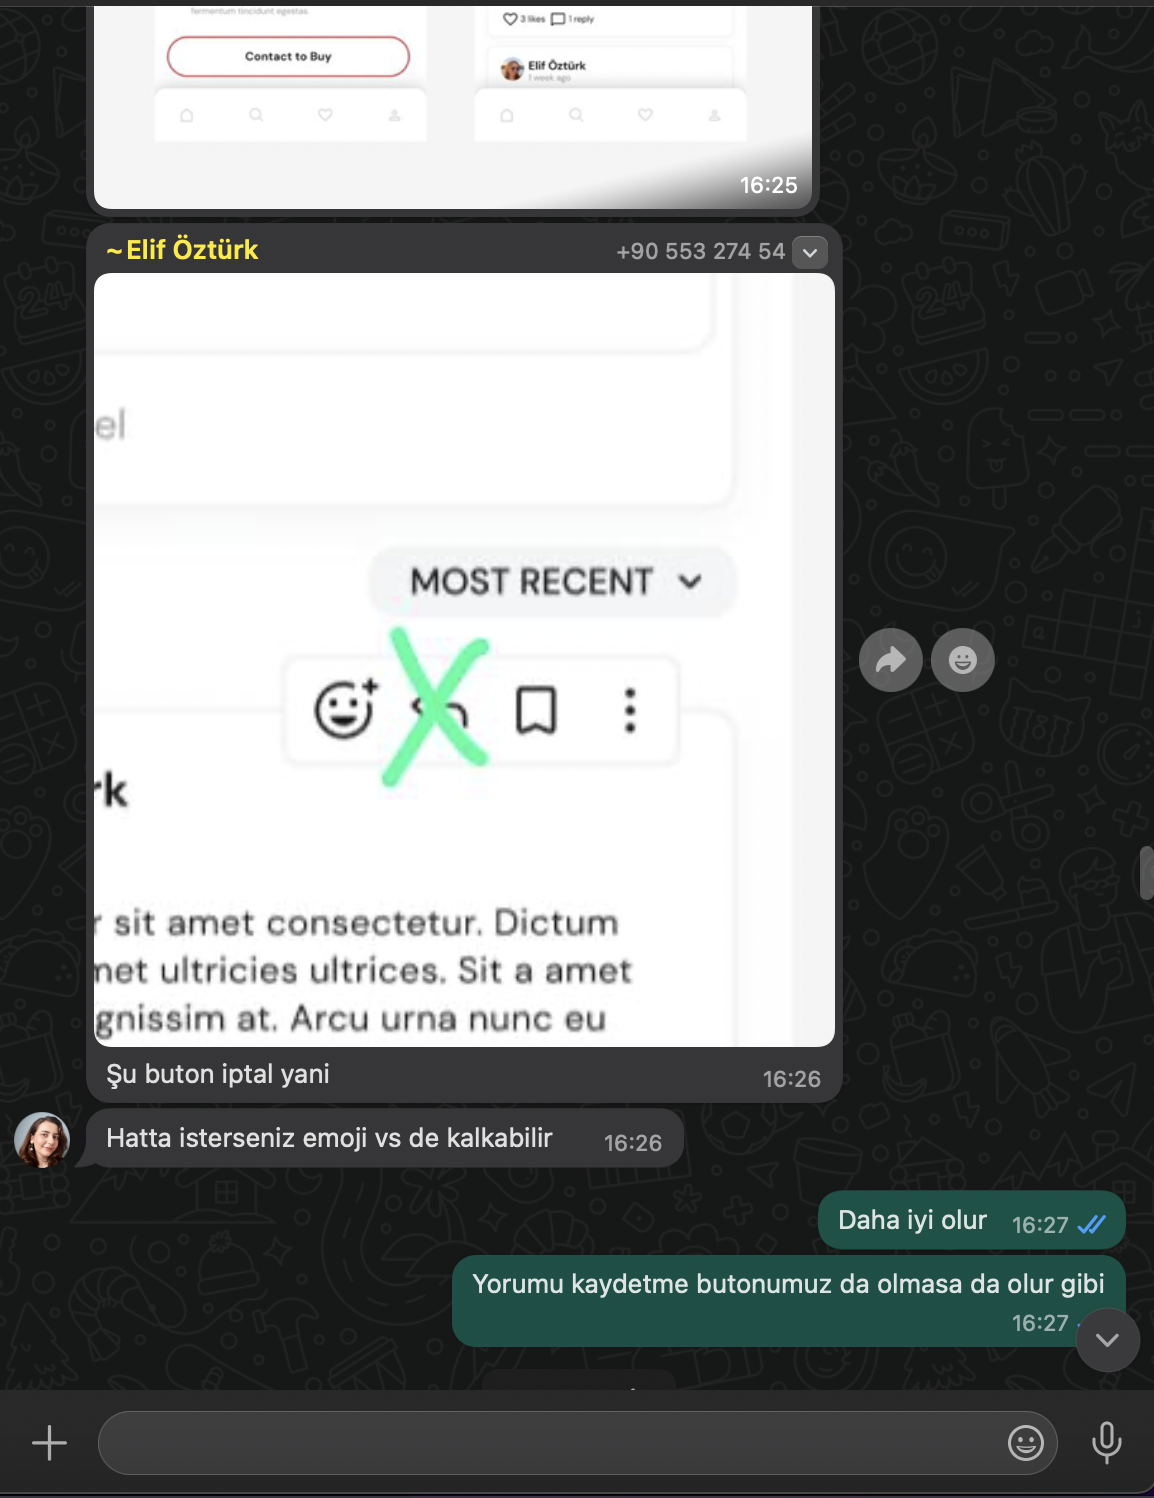 fermentum tincidunt egestas.
Contact to Buy
3 likes 1 reply
Elif Öztürk
1 week ago
16:25
~ Elif Öztürk +90 553 274 54
el
MOST RECENT
rk
r sit amet consectetur. Dictum
met ultricies ultrices. Sit a amet
gnissim at. Arcu urna nunc eu
Şu buton iptal yani 16:26
Hatta isterseniz emoji vs de kalkabilir 16:26
Daha iyi olur 16:27
Yorumu kaydetme butonumuz da olmasa da olur gibi
16:27